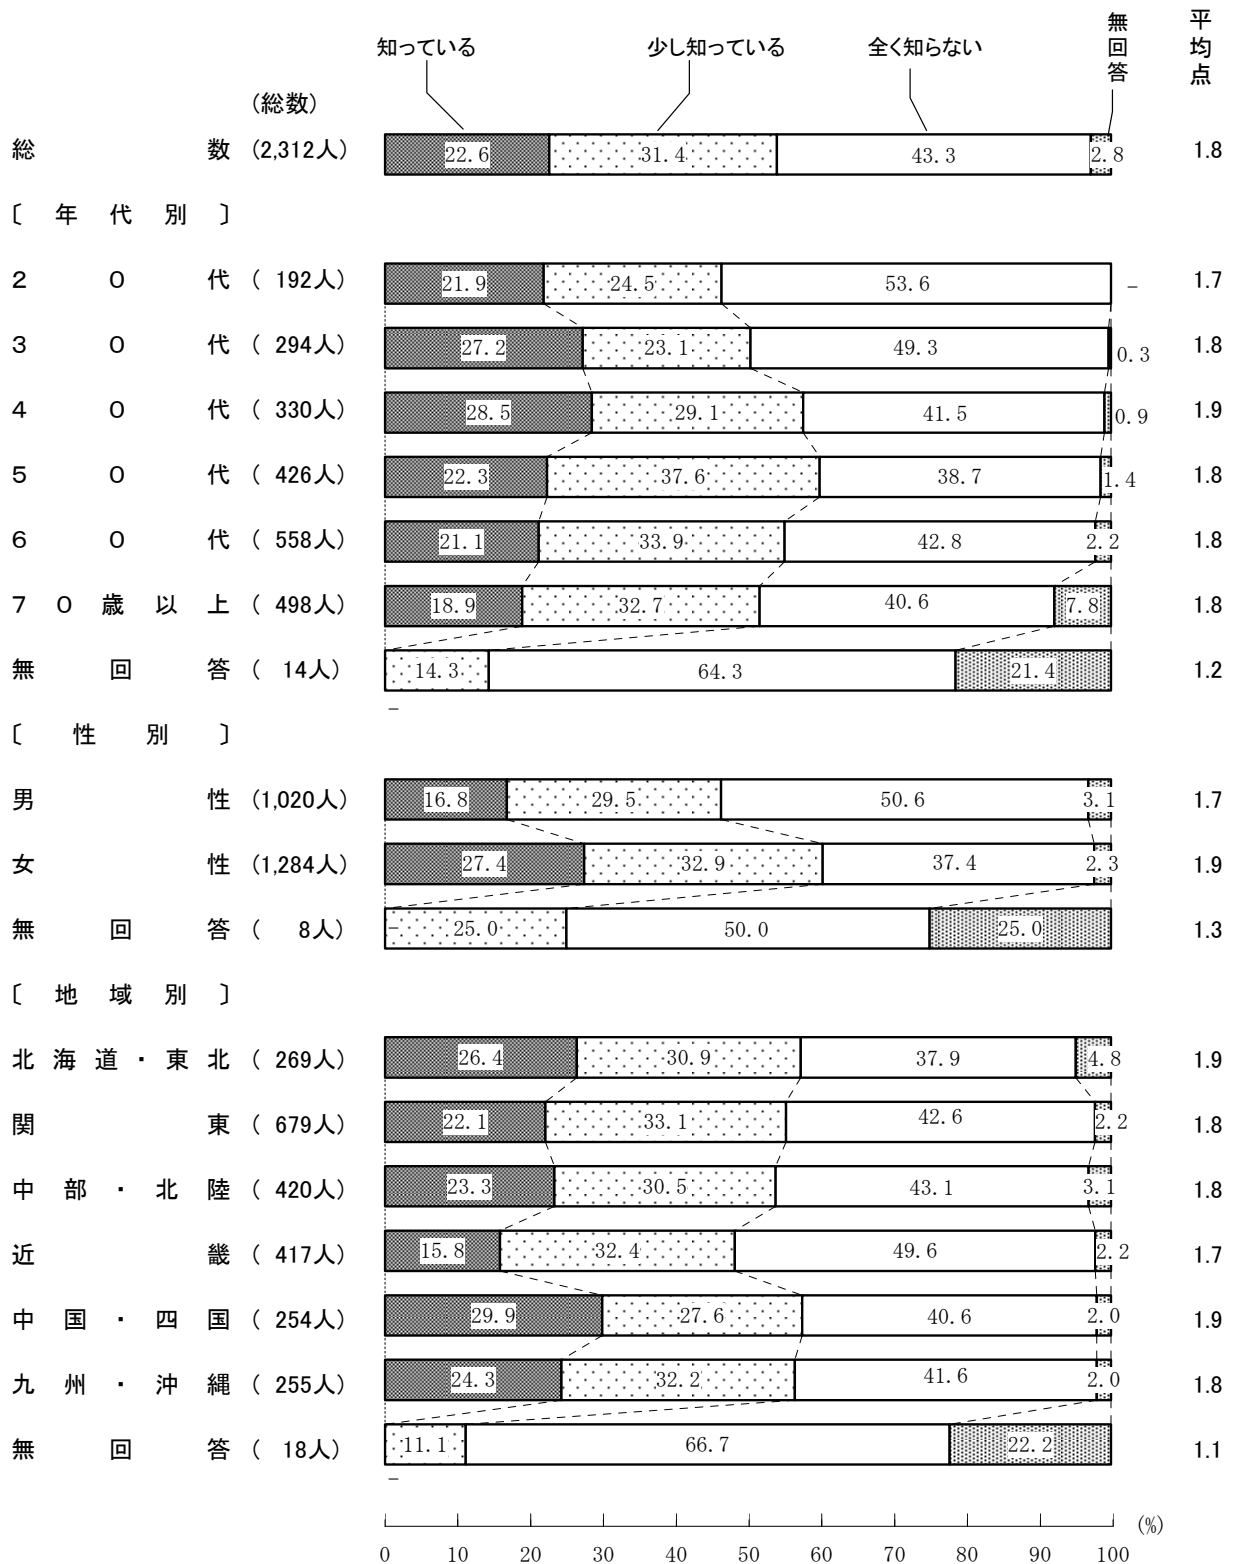 知っている 少し知っている 全く知らない 無回答 平均点
(総数)
総数 (2,312人) 22.6 31.4 43.3 2.8 1.8
〔年代別〕
２０代 ( 192人) 21.9 24.5 53.6 - 1.7
３０代 ( 294人) 27.2 23.1 49.3 0.3 1.8
４０代 ( 330人) 28.5 29.1 41.5 0.9 1.9
５０代 ( 426人) 22.3 37.6 38.7 1.4 1.8
６０代 ( 558人) 21.1 33.9 42.8 2.2 1.8
７０歳以上 ( 498人) 18.9 32.7 40.6 7.8 1.8
無回答 ( 14人) 14.3 64.3 21.4 1.2
-
〔性別〕
男性 (1,020人) 16.8 29.5 50.6 3.1 1.7
女性 (1,284人) 27.4 32.9 37.4 2.3 1.9
無回答 ( 8人) - 25.0 50.0 25.0 1.3
〔地域別〕
北海道・東北 ( 269人) 26.4 30.9 37.9 4.8 1.9
関東 ( 679人) 22.1 33.1 42.6 2.2 1.8
中部・北陸 ( 420人) 23.3 30.5 43.1 3.1 1.8
近畿 ( 417人) 15.8 32.4 49.6 2.2 1.7
中国・四国 ( 254人) 29.9 27.6 40.6 2.0 1.9
九州・沖縄 ( 255人) 24.3 32.2 41.6 2.0 1.8
無回答 ( 18人) 11.1 66.7 22.2 1.1
-
0 10 20 30 40 50 60 70 80 90 100 (%)